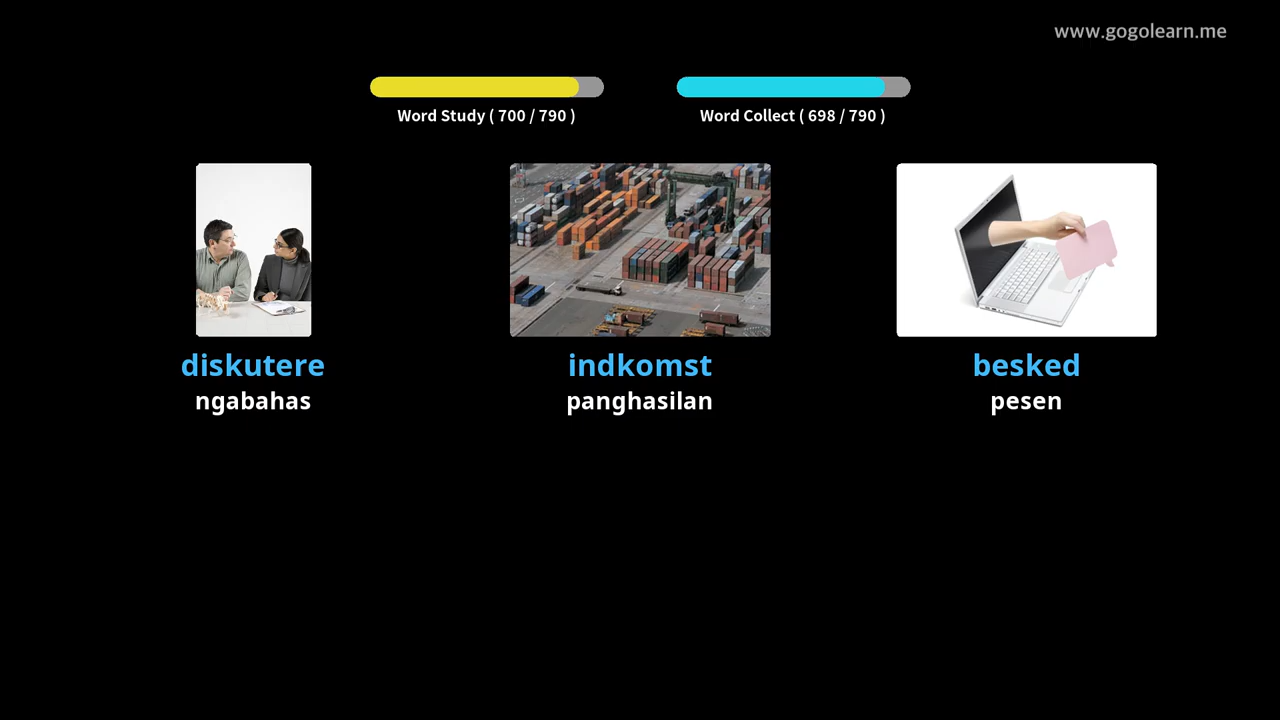 www.gogolearn.me
Word Study ( 700 / 790 )
Word Collect ( 698 / 790 )
diskutere
ngabahas
indkomst
panghasilan
besked
pesen